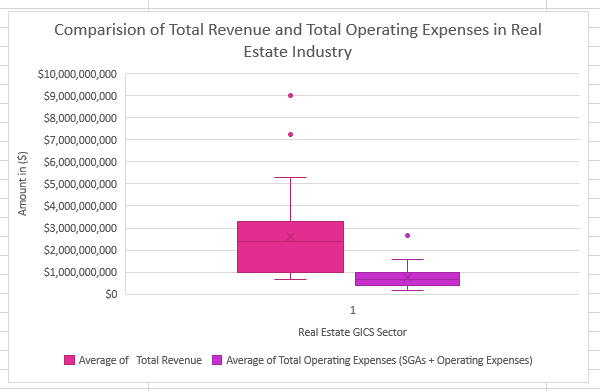 Comparision of Total Revenue and Total Operating Expenses in Real
Estate Industry
$10,000,000,000
$9,000,000,000
$8,000,000,000
$7,000,000,000
$6,000,000,000
$5,000,000,000
$4,000,000,000
$3,000,000,000
$2,000,000,000
$1,000,000,000
$0
Amount in ($)
1
Real Estate GICS Sector
Average of Total Revenue
Average of Total Operating Expenses (SGAs + Operating Expenses)